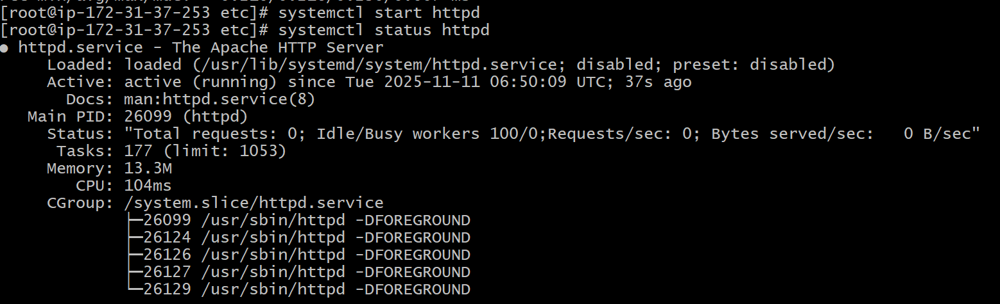 [root@ip-172-31-37-253 etc]# systemctl start httpd
[root@ip-172-31-37-253 etc]# systemctl status httpd
● httpd.service - The Apache HTTP Server
     Loaded: loaded (/usr/lib/systemd/system/httpd.service; disabled; preset: disabled)
     Active: active (running) since Tue 2025-11-11 06:50:09 UTC; 37s ago
       Docs: man:httpd.service(8)
   Main PID: 26099 (httpd)
     Status: "Total requests: 0; Idle/Busy workers 100/0;Requests/sec: 0; Bytes served/sec:   0 B/sec"
      Tasks: 177 (limit: 1053)
     Memory: 13.3M
        CPU: 104ms
     CGroup: /system.slice/httpd.service
             ├─26099 /usr/sbin/httpd -DFOREGROUND
             ├─26124 /usr/sbin/httpd -DFOREGROUND
             ├─26126 /usr/sbin/httpd -DFOREGROUND
             ├─26127 /usr/sbin/httpd -DFOREGROUND
             └─26129 /usr/sbin/httpd -DFOREGROUND